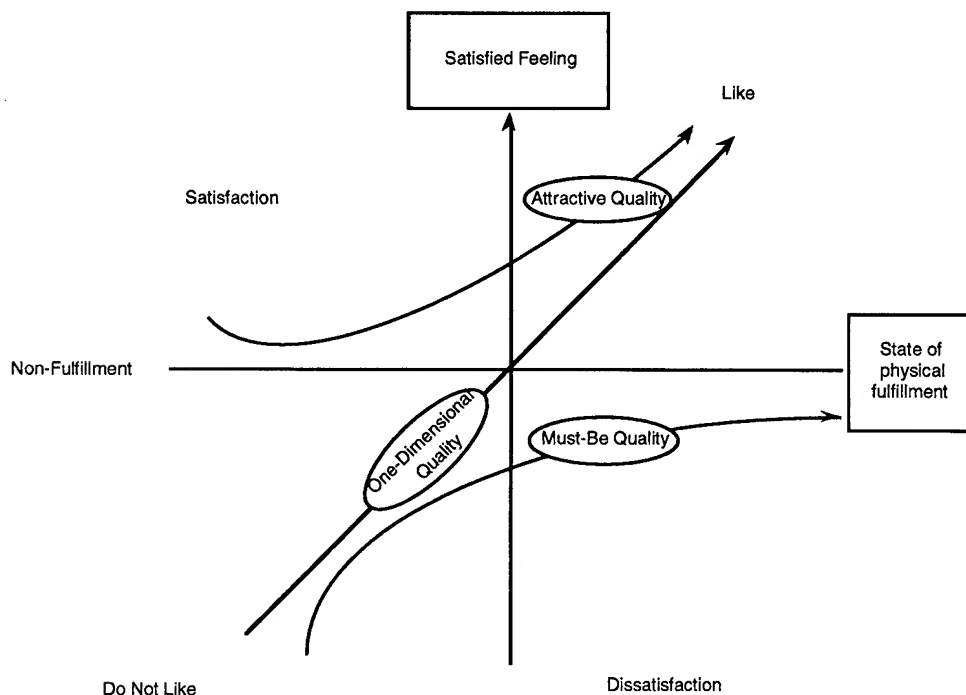 Satisfied Feeling
Like
Attractive Quality
Satisfaction
Non-Fulfillment
State of
physical
fulfillment
One-Dimensional
Quality
Must-Be Quality
Do Not Like
Dissatisfaction